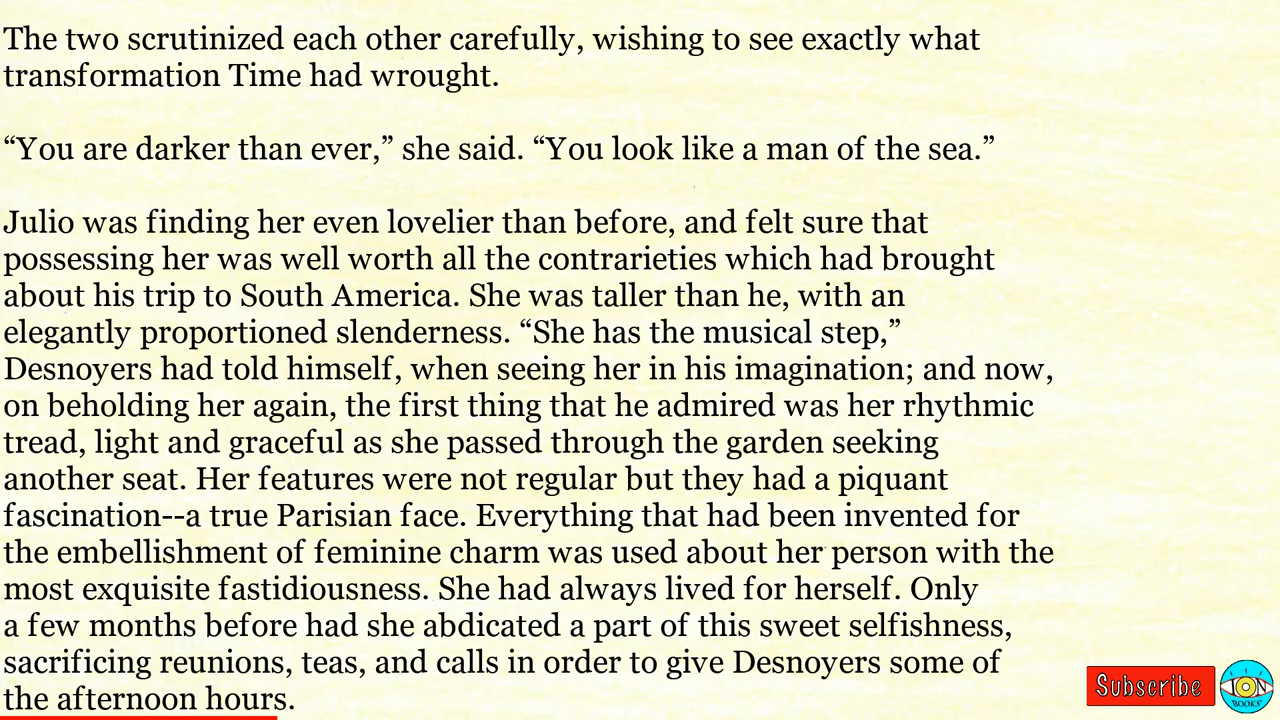 The two scrutinized each other carefully, wishing to see exactly what
transformation Time had wrought.
“You are darker than ever,” she said. “You look like a man of the sea.”
Julio was finding her even lovelier than before, and felt sure that
possessing her was well worth all the contrarieties which had brought
about his trip to South America. She was taller than he, with an
elegantly proportioned slenderness. “She has the musical step,”
Desnoyers had told himself, when seeing her in his imagination; and now,
on beholding her again, the first thing that he admired was her rhythmic
tread, light and graceful as she passed through the garden seeking
another seat. Her features were not regular but they had a piquant
fascination--a true Parisian face. Everything that had been invented for
the embellishment of feminine charm was used about her person with the
most exquisite fastidiousness. She had always lived for herself. Only
a few months before had she abdicated a part of this sweet selfishness,
sacrificing reunions, teas, and calls in order to give Desnoyers some of
the afternoon hours.
Subscribe
ION
BOOKS